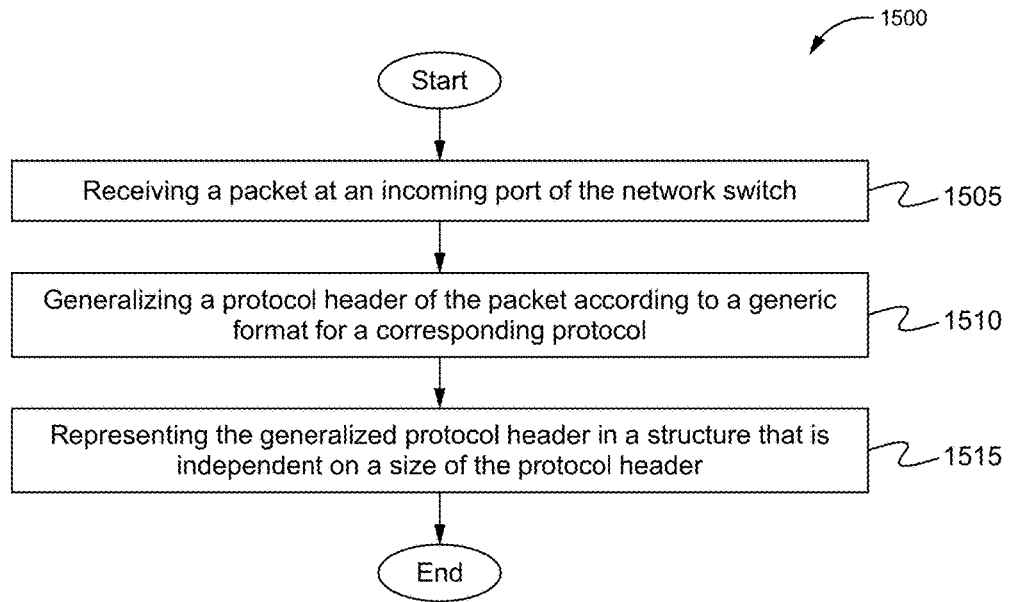 1500
Start
Receiving a packet at an incoming port of the network switch
1505
Generalizing a protocol header of the packet according to a generic
format for a corresponding protocol
1510
Representing the generalized protocol header in a structure that is
independent on a size of the protocol header
1515
End